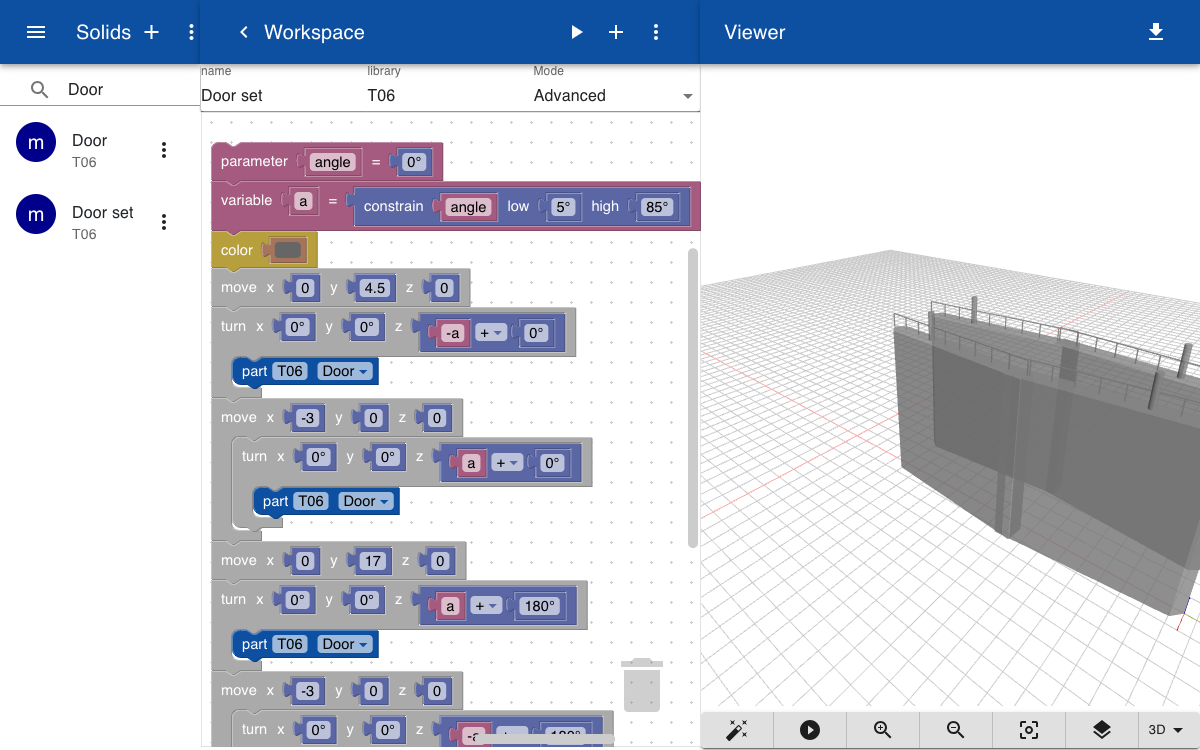 Solids
Workspace
Viewer
Door
m
Door
T06
m
Door set
T06
name
library
Mode
Door set
T06
Advanced
parameter angle = 0°
variable a = constrain angle low 5° high 85°
color
move x 0 y 4.5 z 0
turn x 0° y 0° z -a + 0°
part T06 Door
move x -3 y 0 z 0
turn x 0° y 0° z a + 0°
part T06 Door
move x 0 y 17 z 0
turn x 0° y 0° z a + 180°
part T06 Door
move x -3 y 0 z 0
turn x 0° y 0° z -a + 180°
3D